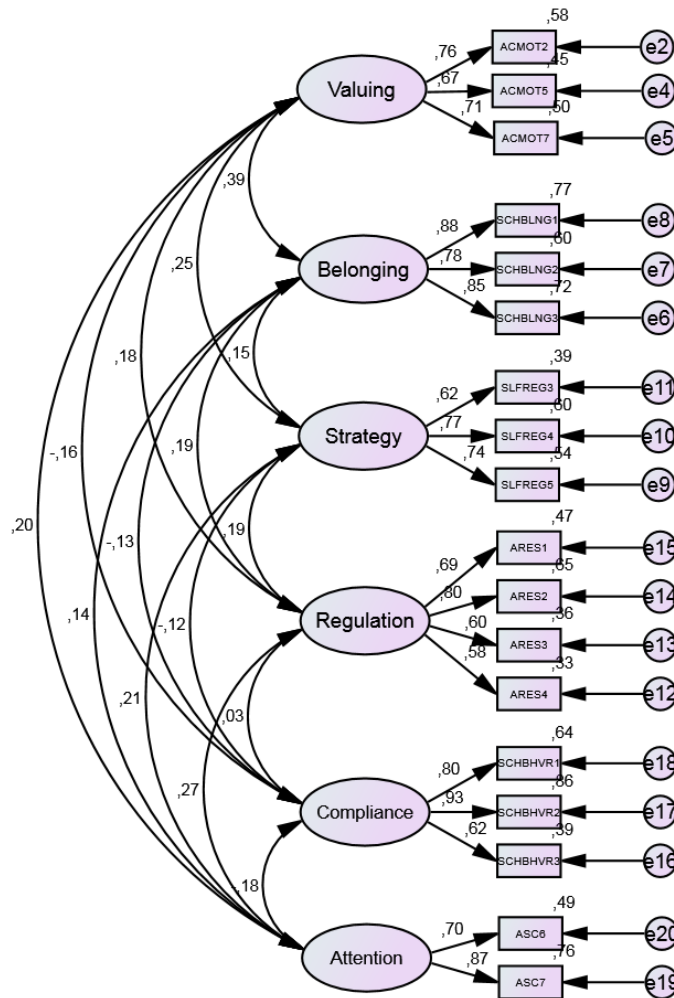 ,58
,76 ACMOT2 e2
,45
Valuing ,67 ACMOT5 e4
,50
,71 ACMOT7 e5
,39
,77
,88 SCHBLNG1 e8
,60
Belonging ,78 SCHBLNG2 e7
,72
,85 SCHBLNG3 e6
,25
,15
,18
,39
,62 SLFREG3 e11
,60
Strategy ,77 SLFREG4 e10
,54
,74 SLFREG5 e9
-,16
,19
,20
,19
-,13
,47
,69 ARES1 e15
,65
,80 ARES2 e14
,36
Regulation ,60 ARES3 e13
,33
,58 ARES4 e12
,14
-,12
,21
,03
,64
,80 SCHBHVR1 e18
,86
Compliance ,93 SCHBHVR2 e17
,39
,62 SCHBHVR3 e16
,27
-,18
,49
,70 ASC6 e20
,76
Attention ,87 ASC7 e19